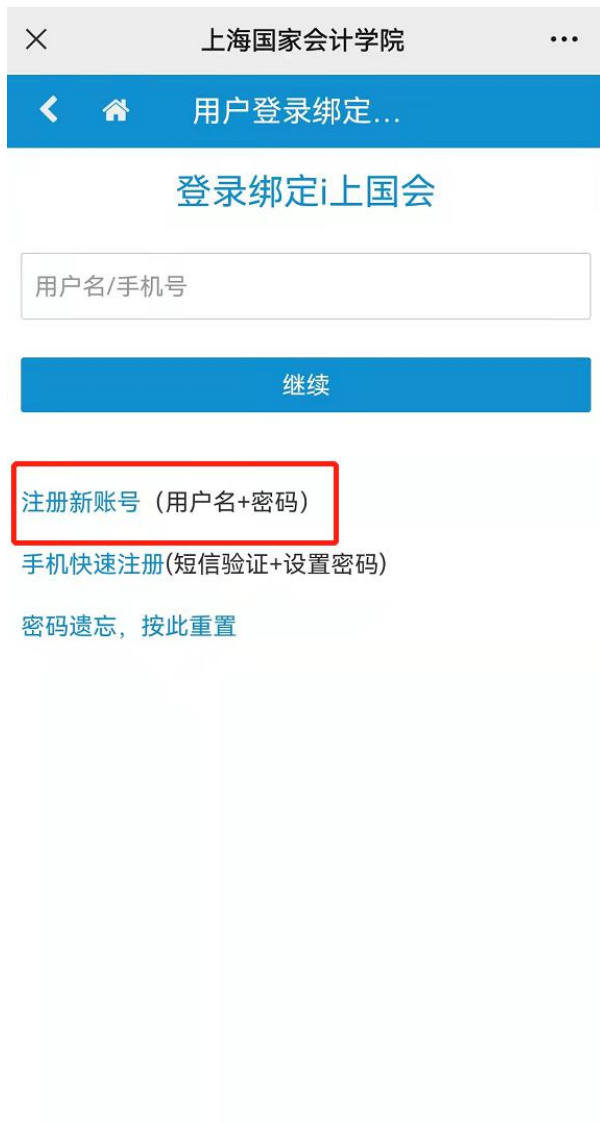 上海国家会计学院
用户登录绑定...
登录绑定i上国会
用户名/手机号
继续
注册新账号（用户名+密码）
手机快速注册(短信验证+设置密码)
密码遗忘，按此重置